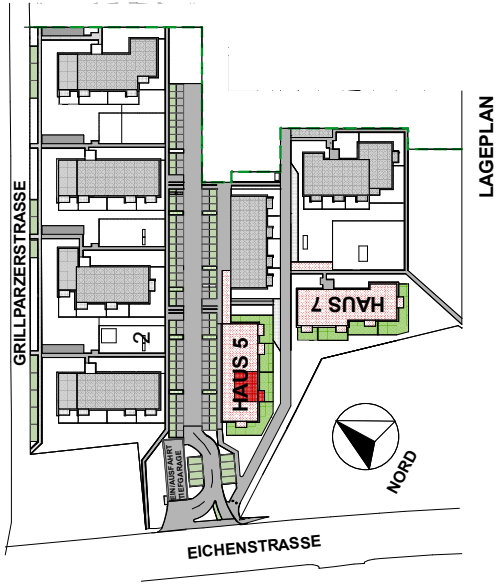 LAGEPLAN
GRILLPARZERSTRASSE
HAUS 7
2
HAUS 5
EIN/AUSFAHRT
TIEFGARAGE
NORD
EICHENSTRASSE